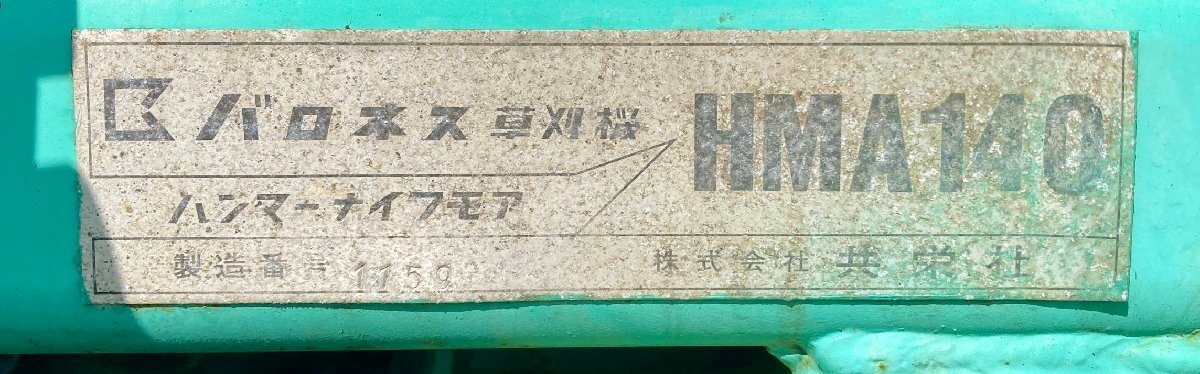 バロネス 草刈機 HMA140
ハンマーナイフモア
製造番号 1159 株式会社 共栄社